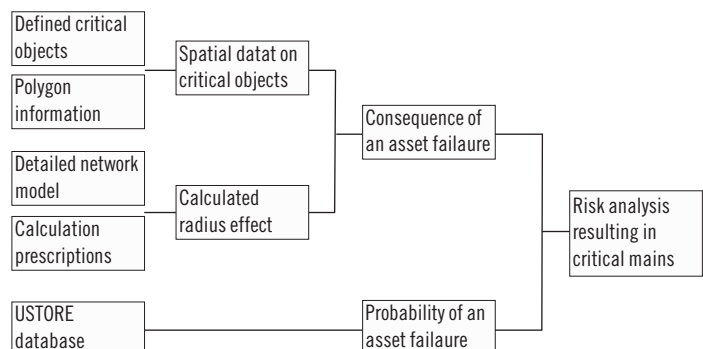 Defined critical
objects
Polygon
information
Spatial datat on
critical objects
Detailed network
model
Calculation
prescriptions
Calculated
radius effect
Consequence of
an asset failaure
USTORE
database
Probability of an
asset failaure
Risk analysis
resulting in
critical mains